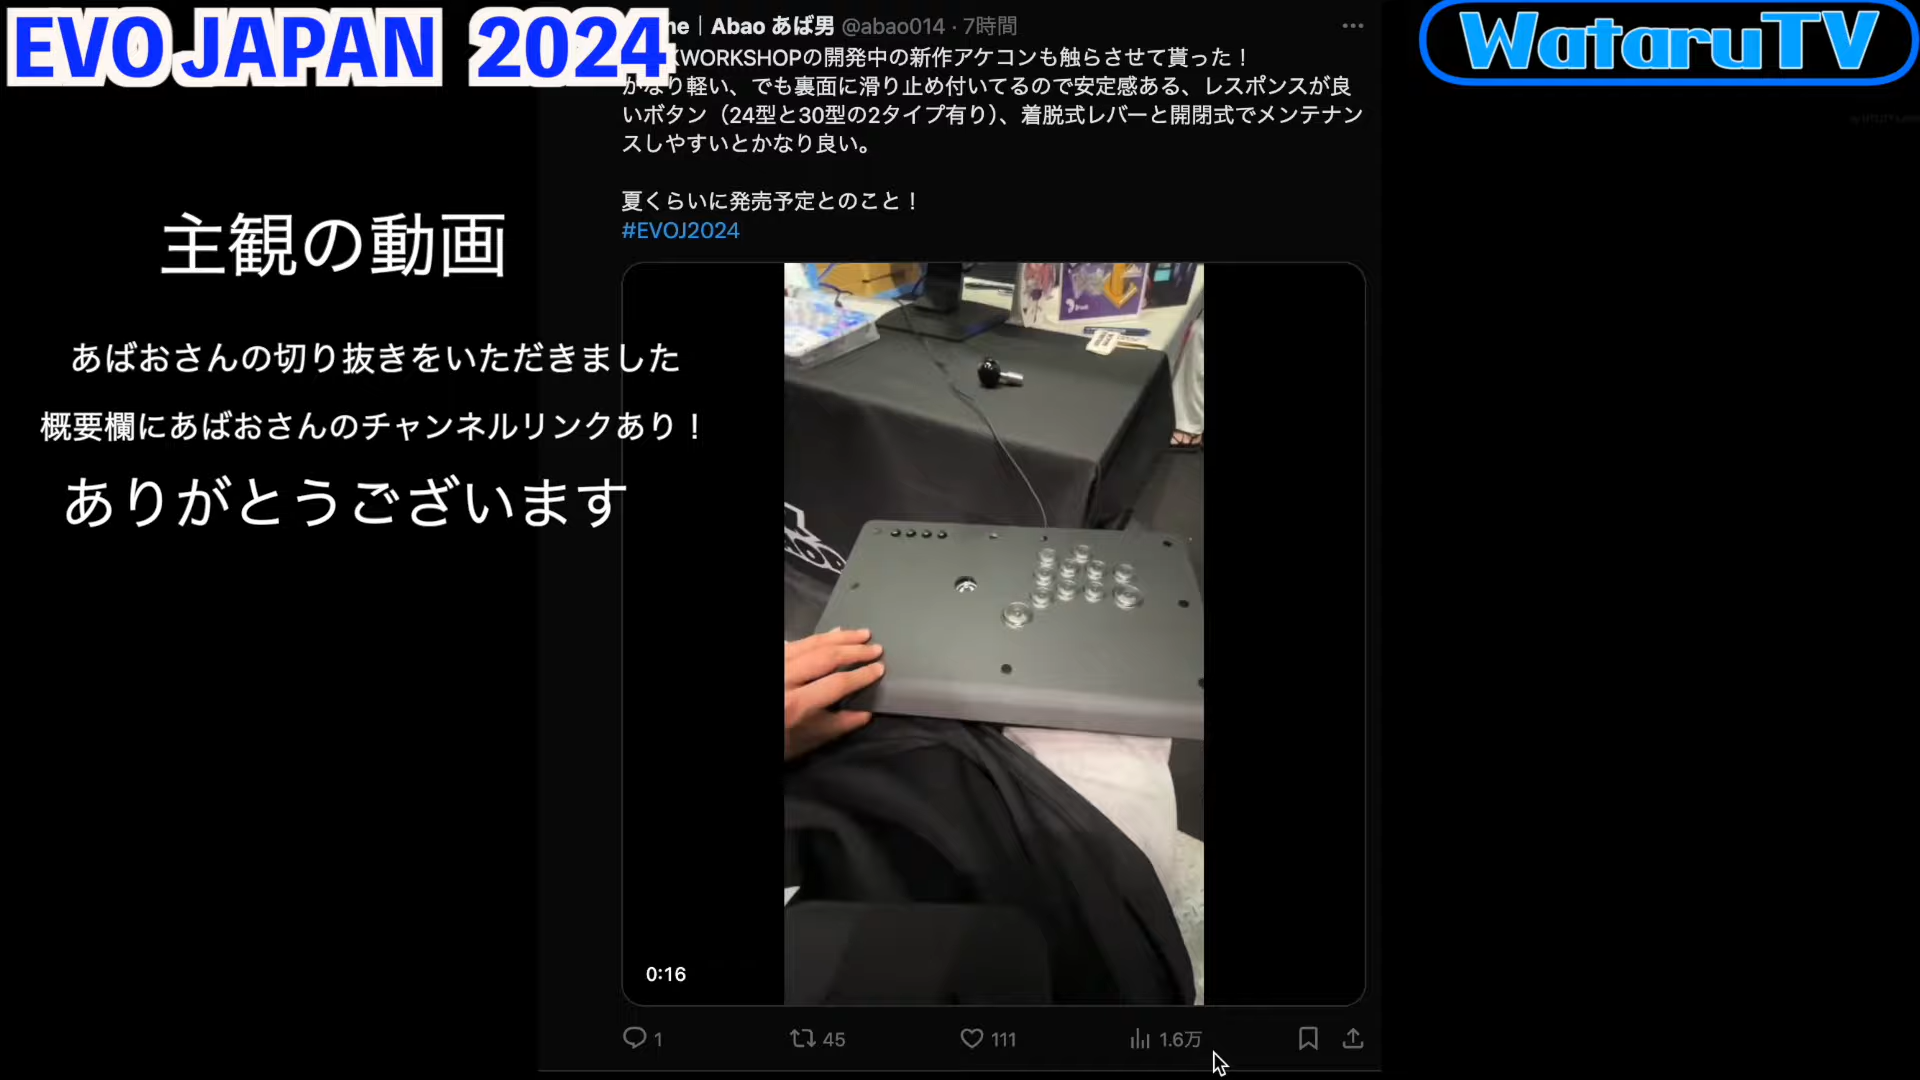 EVO JAPAN 2024
WataruTV
｜Abao あば男 @abao014 · 7時間
WORKSHOPの開発中の新作アケコンも触らさせて貰った！
かなり軽い、でも裏面に滑り止め付いてるので安定感ある、レスポンスが良
いボタン（24型と30型の2タイプ有り）、着脱式レバーと開閉式でメンテナン
スしやすいとかなり良い。
夏くらいに発売予定とのこと！
#EVOJ2024
主観の動画
あばおさんの切り抜きをいただきました
概要欄にあばおさんのチャンネルリンクあり！
ありがとうございます
0:16
1
45
111
1.6万